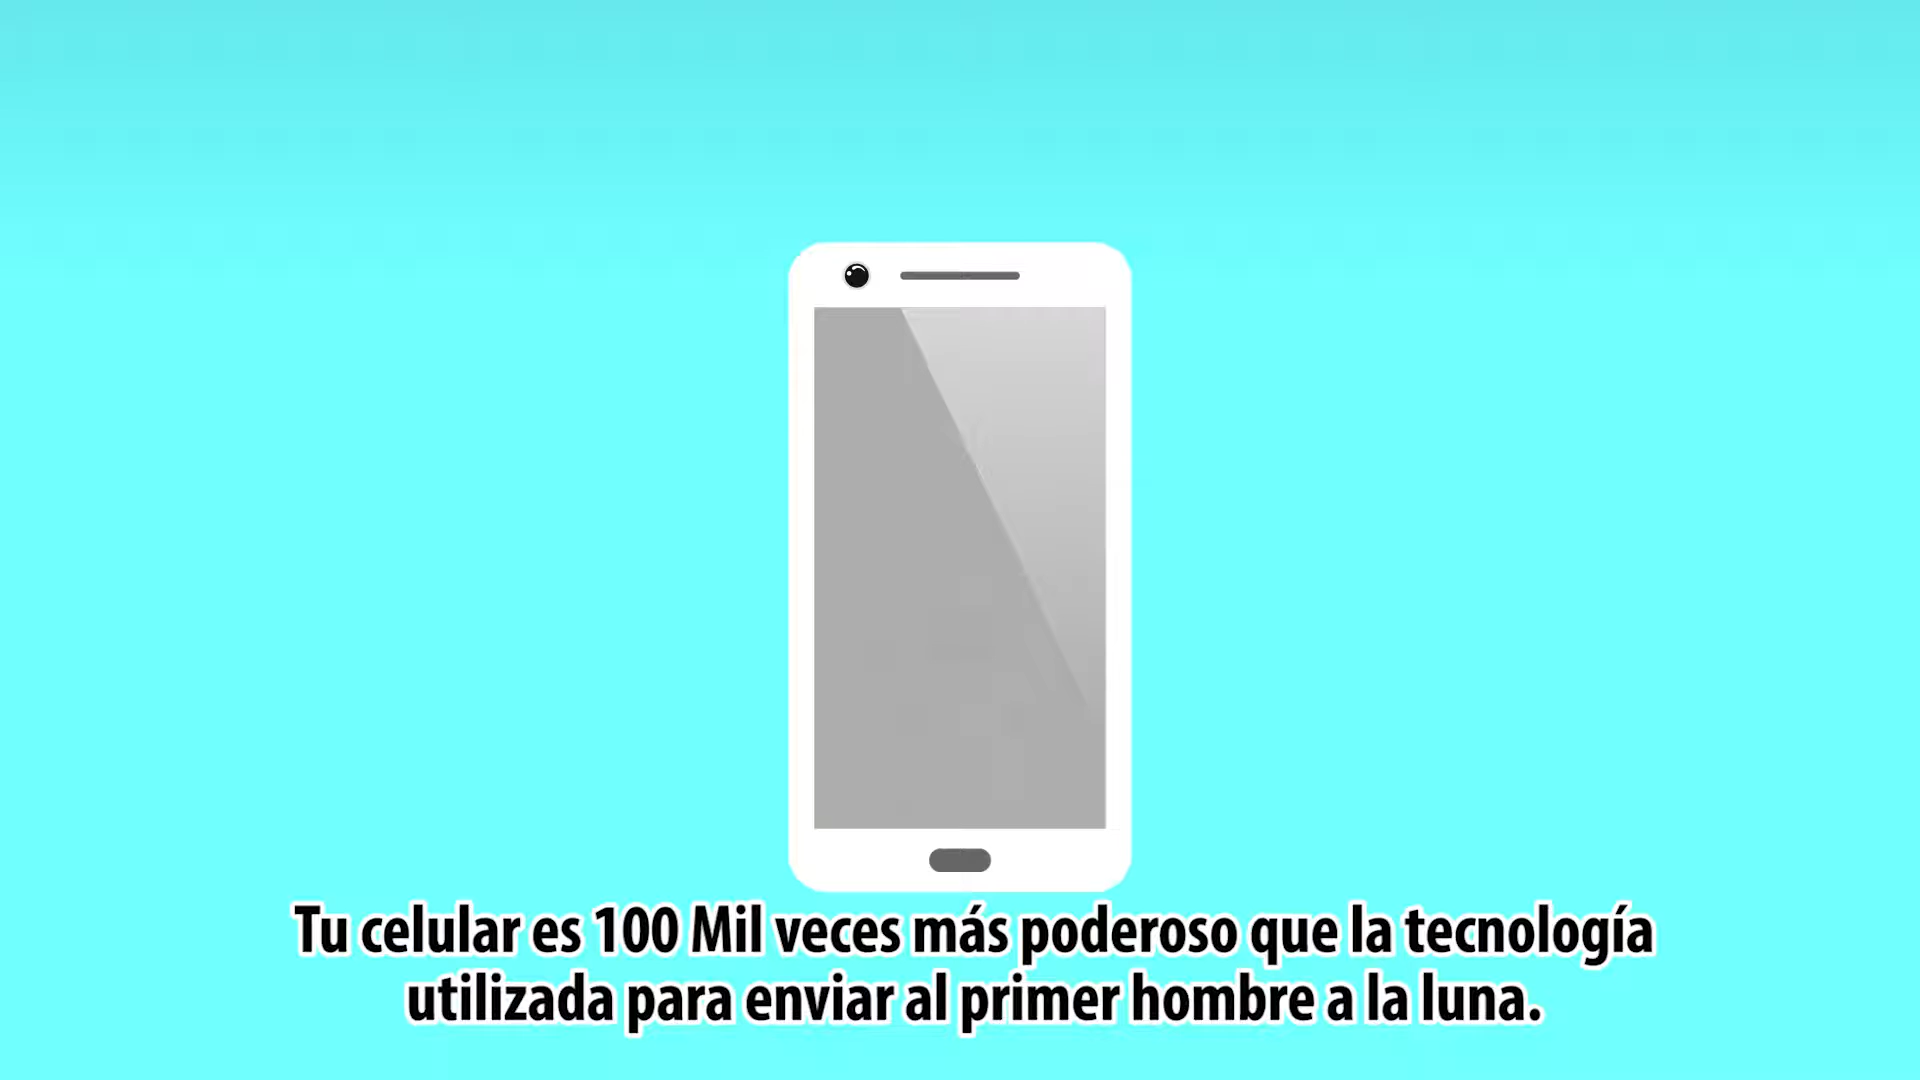 Tu celular es 100 Mil veces más poderoso que la tecnología
utilizada para enviar al primer hombre a la luna.